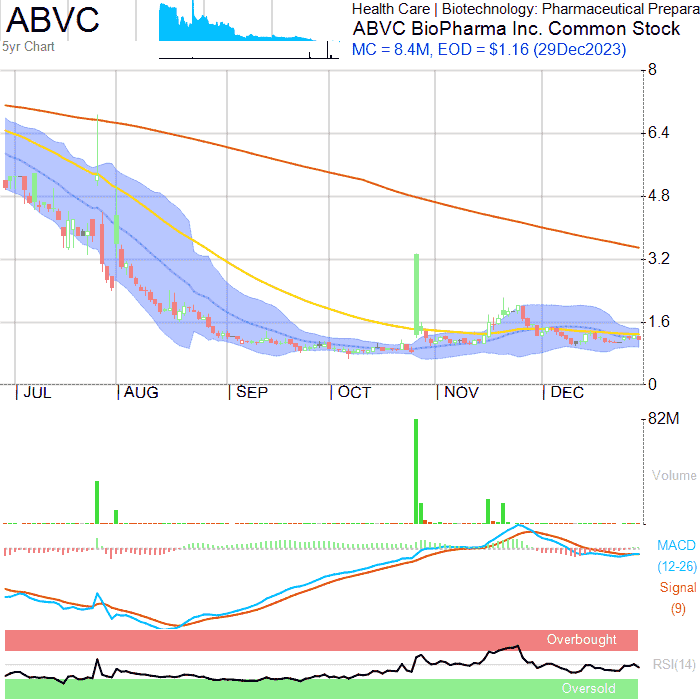 ABVC
5yr Chart
Health Care | Biotechnology: Pharmaceutical Prepara
ABVC BioPharma Inc. Common Stock
MC = 8.4M, EOD = $1.16 (29Dec2023)
8
6.4
4.8
3.2
1.6
0
JUL
AUG
SEP
OCT
NOV
DEC
82M
Volume
MACD
(12-26)
Signal
(9)
Overbought
RSI(14)
Oversold